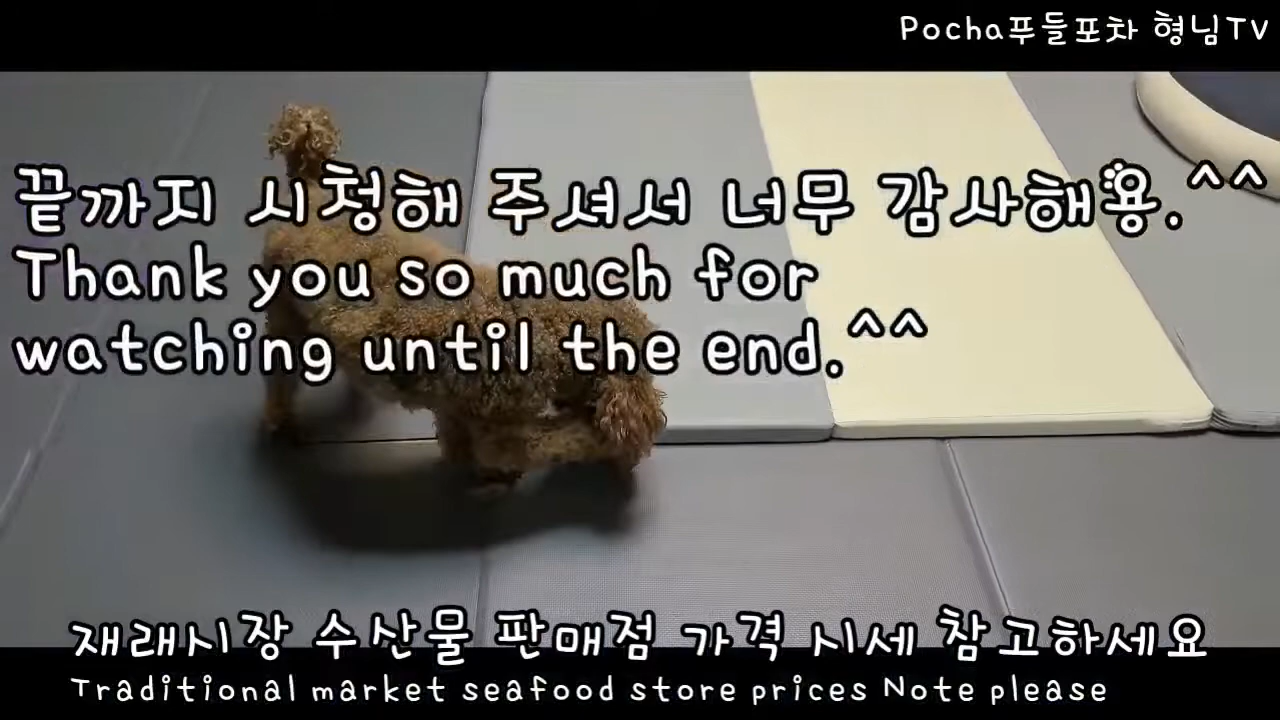 Pocha푸들포차 형님TV
끝까지 시청해 주셔서 너무 감사해용.^^
Thank you so much for
watching until the end.^^
재래시장 수산물 판매점 가격 시세 참고하세요
Traditional market seafood store prices Note please